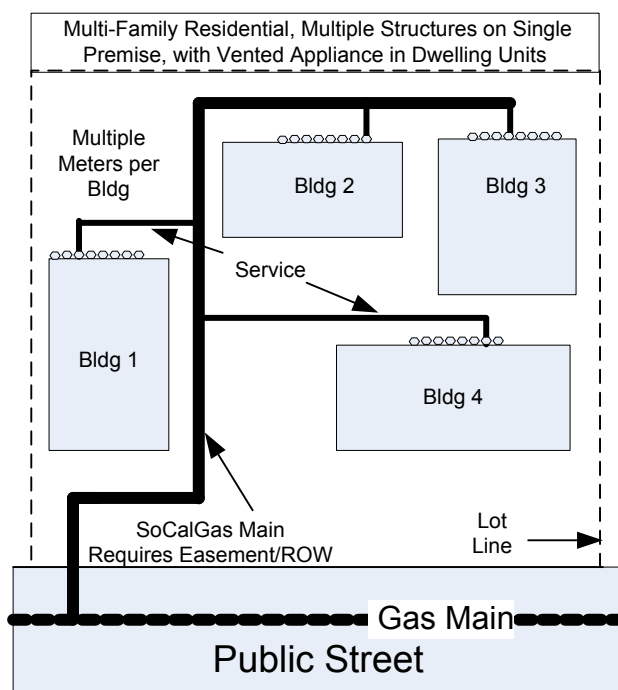 Multi-Family Residential, Multiple Structures on Single
Premise, with Vented Appliance in Dwelling Units
Multiple
Meters per
Bldg
Bldg 2
Bldg 3
Service
Bldg 1
Bldg 4
SoCalGas Main
Requires Easement/ROW
Lot
Line
Gas Main
Public Street